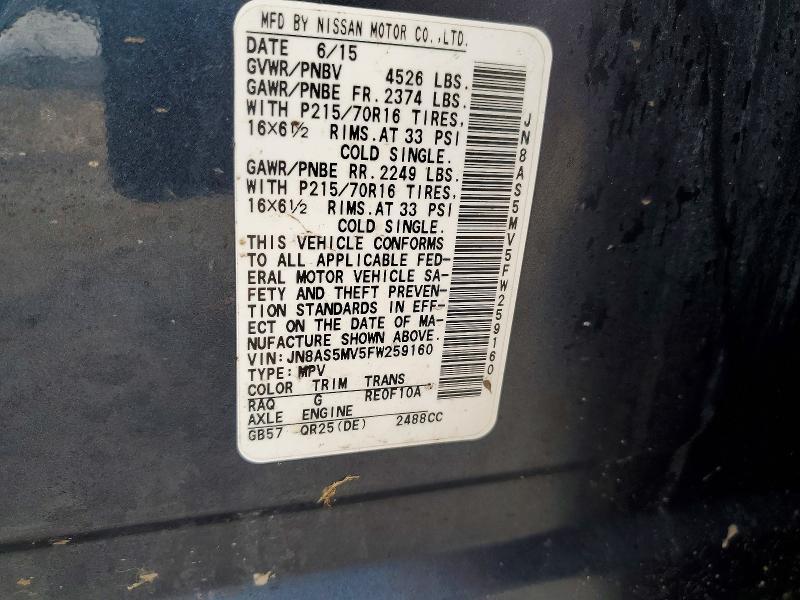 MFD BY NISSAN MOTOR CO.,LTD.
DATE 6/15
GVWR/PNBV 4526 LBS.
GAWR/PNBE FR. 2374 LBS.
WITH P215/70R16 TIRES,
16X6½ RIMS. AT 33 PSI
COLD SINGLE.
GAWR/PNBE RR. 2249 LBS.
WITH P215/70R16 TIRES,
16X6½ RIMS. AT 33 PSI
COLD SINGLE.
THIS VEHICLE CONFORMS
TO ALL APPLICABLE FED-
ERAL MOTOR VEHICLE SA-
FETY AND THEFT PREVEN-
TION STANDARDS IN EFF-
ECT ON THE DATE OF MA-
NUFACTURE SHOWN ABOVE.
VIN: JN8AS5MV5FW259160
TYPE: MPV
COLOR TRIM TRANS
RAQ G RE0F10A
AXLE ENGINE
GB57 QR25(DE) 2488CC
JN8AS5MV5FW259160